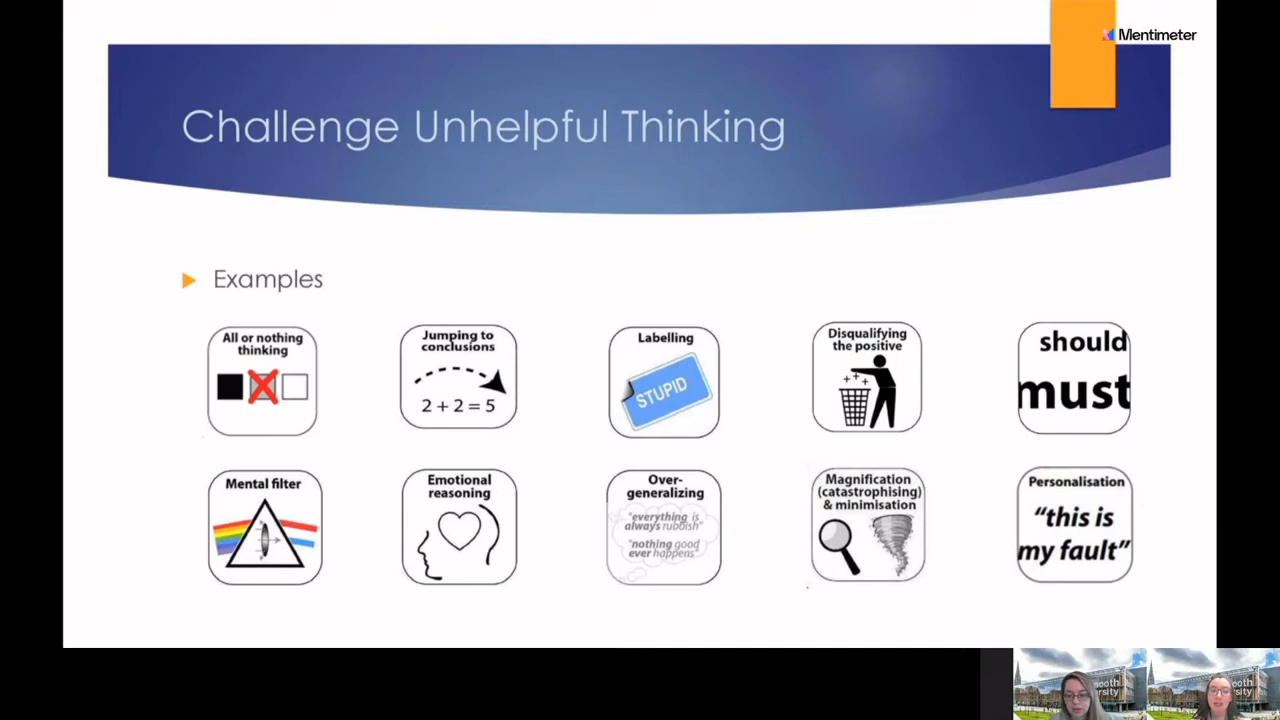 Mentimeter
Challenge Unhelpful Thinking
Examples
All or nothing
thinking
Jumping to
conclusions
2 + 2 = 5
Labelling
STUPID
Disqualifying
the positive
should
must
Mental filter
Emotional
reasoning
Over-
generalizing
"everything is
always rubbish"
"nothing good
ever happens"
Magnification
(catastrophising)
& minimisation
Personalisation
"this is
my fault"